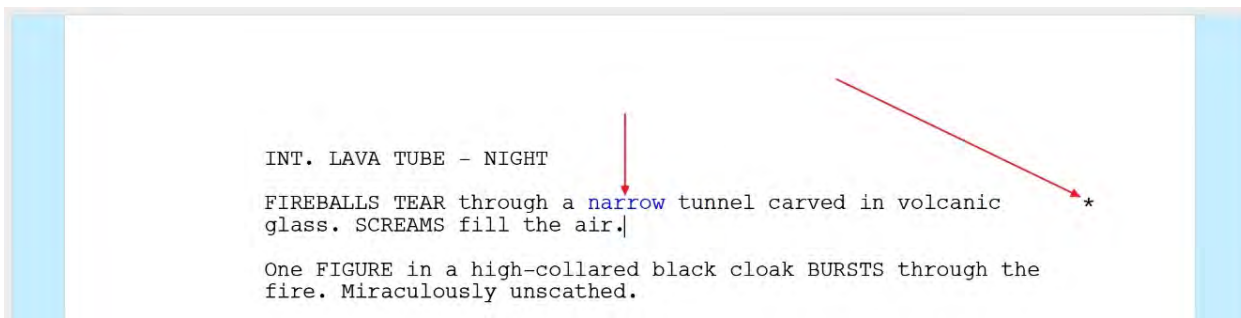 INT. LAVA TUBE - NIGHT
FIREBALLS TEAR through a narrow tunnel carved in volcanic *
glass. SCREAMS fill the air.
One FIGURE in a high-collared black cloak BURSTS through the
fire. Miraculously unscathed.